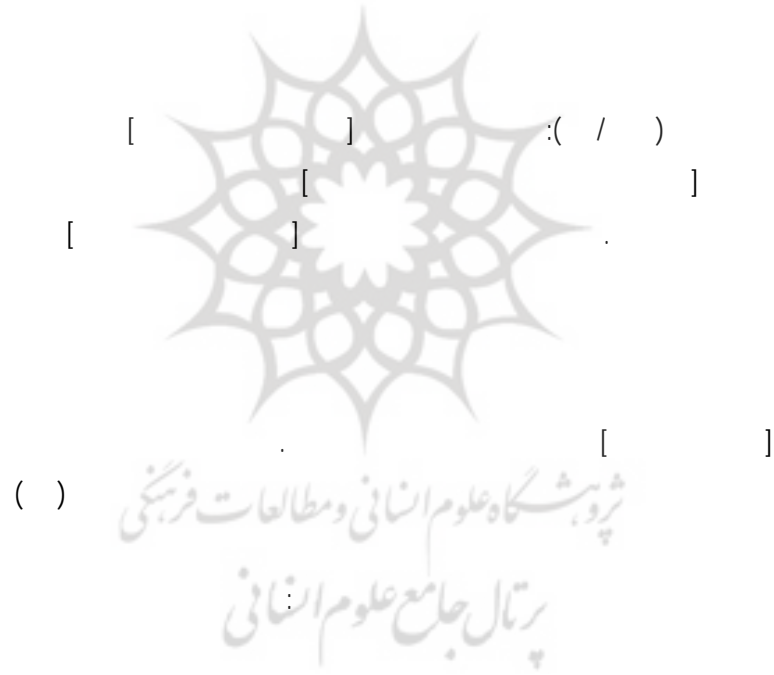 :( / ) [ ]
[ ]
. [ ]
[ ] .
( )
پژوهشگاه علوم انسانی و مطالعات فرهنگی
:
پرتال جامع علوم انسانی